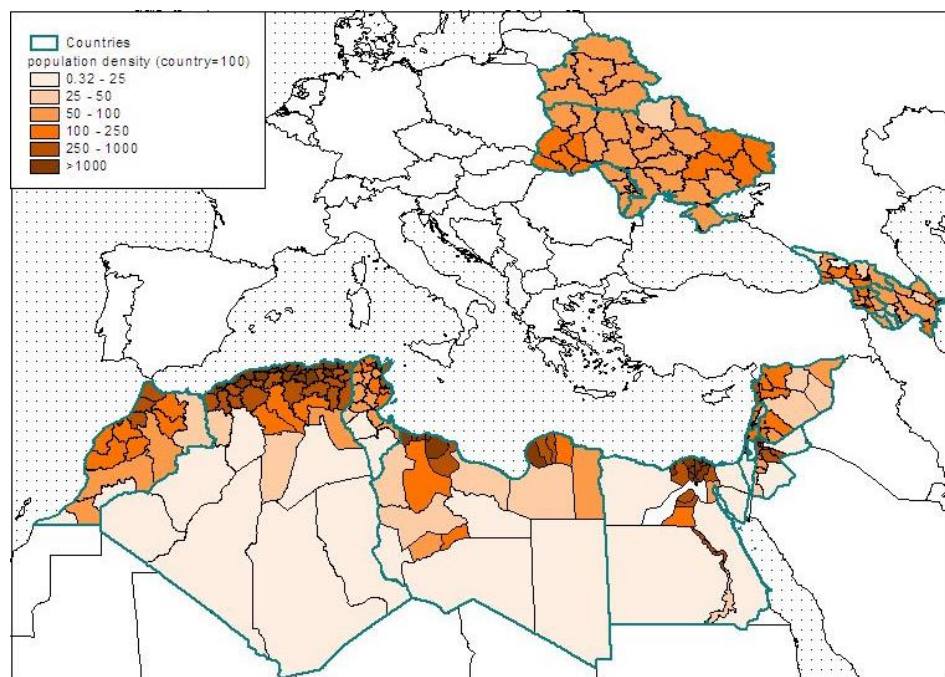 Countries
population density (country=100)
0.32 - 25
25 - 50
50 - 100
100 - 250
250 - 1000
>1000